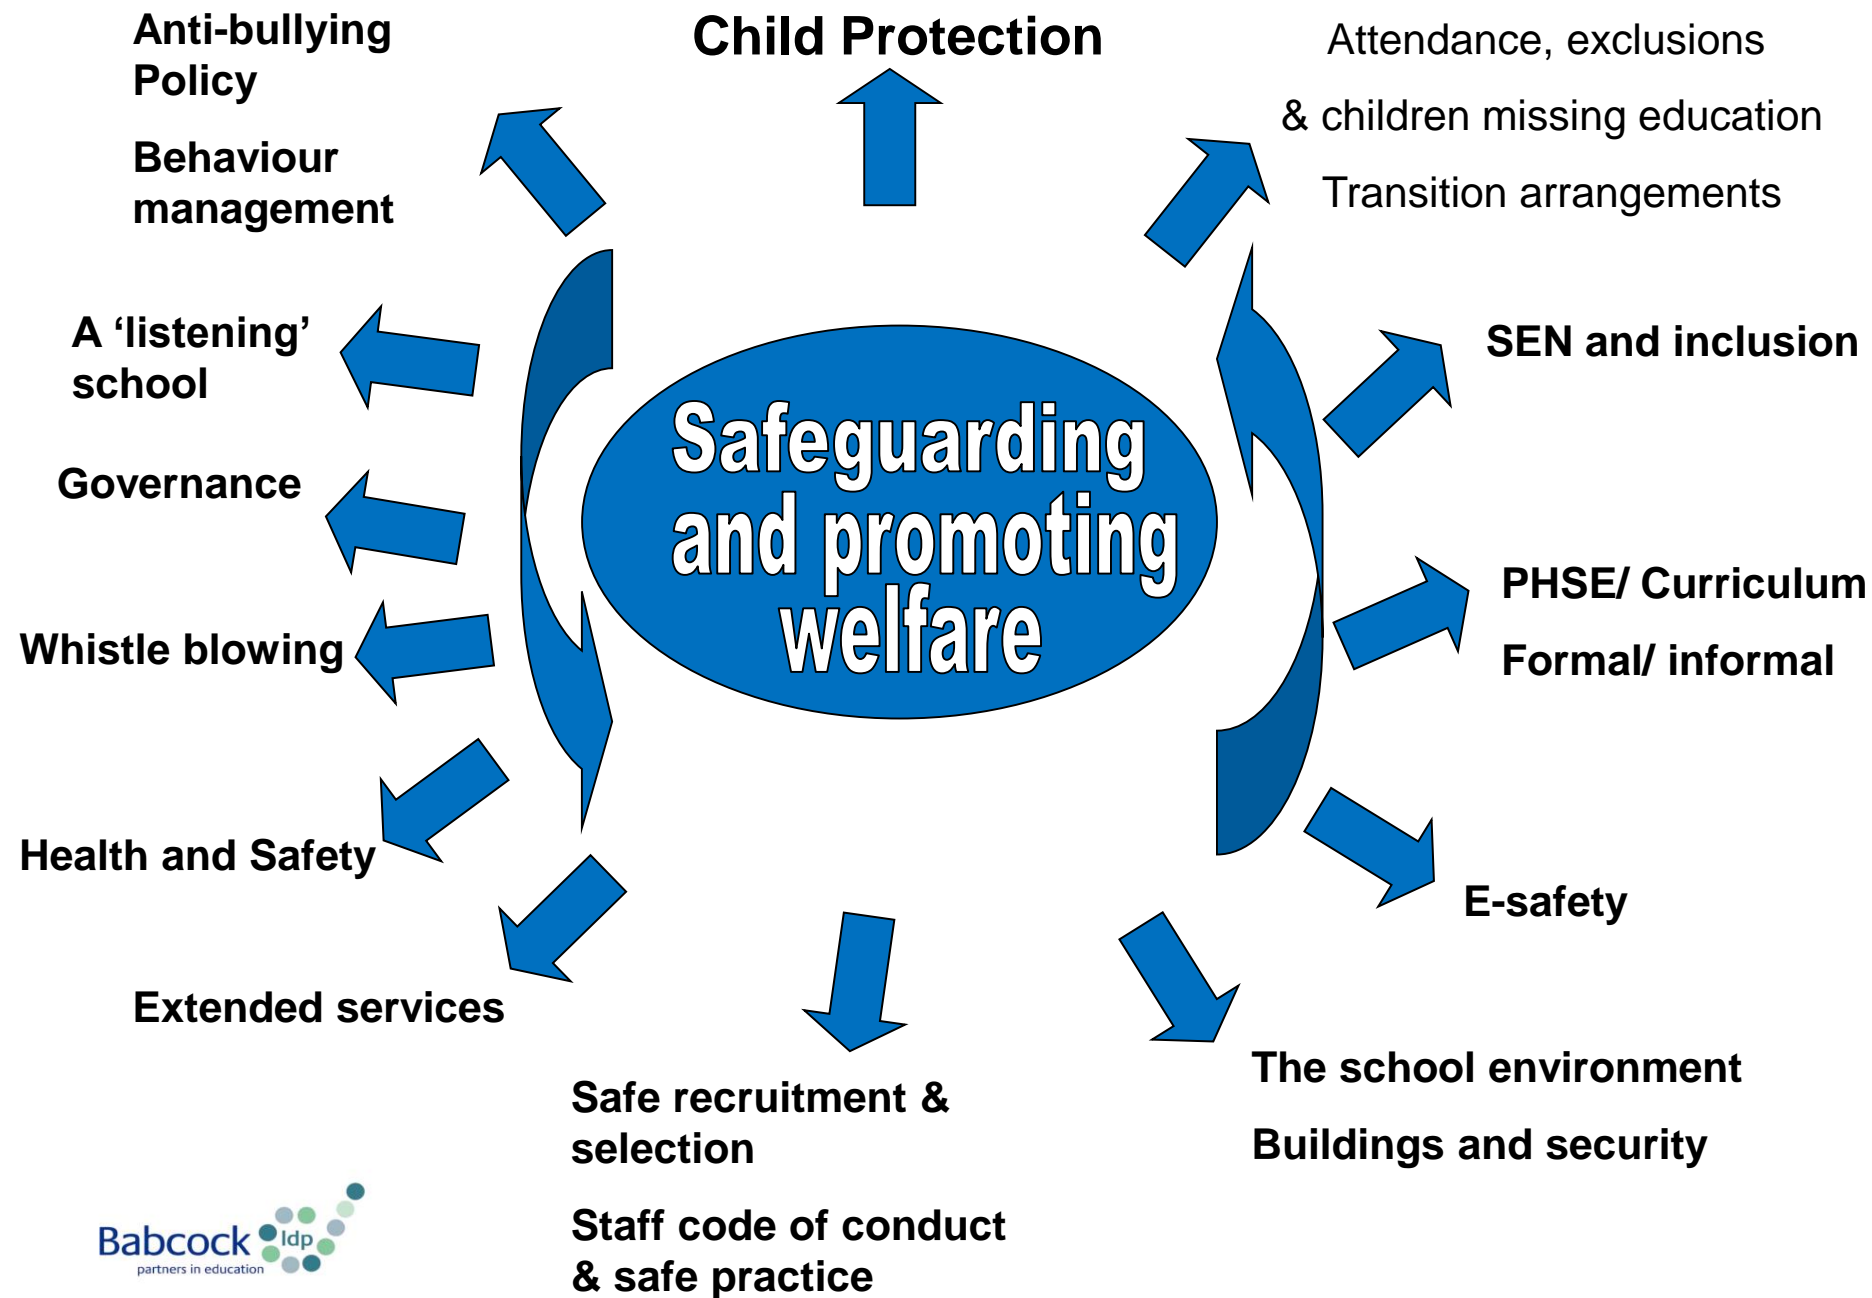 Anti-bullying
Policy
Behaviour
management
Child Protection
Attendance, exclusions
& children missing education
Transition arrangements
A ‘listening’
school
SEN and inclusion
Governance
Safeguarding
and promoting
welfare
PHSE/ Curriculum
Formal/ informal
Whistle blowing
Health and Safety
E-safety
Extended services
The school environment
Buildings and security
Safe recruitment &
selection
Staff code of conduct
& safe practice
Babcock ldp
partners in education